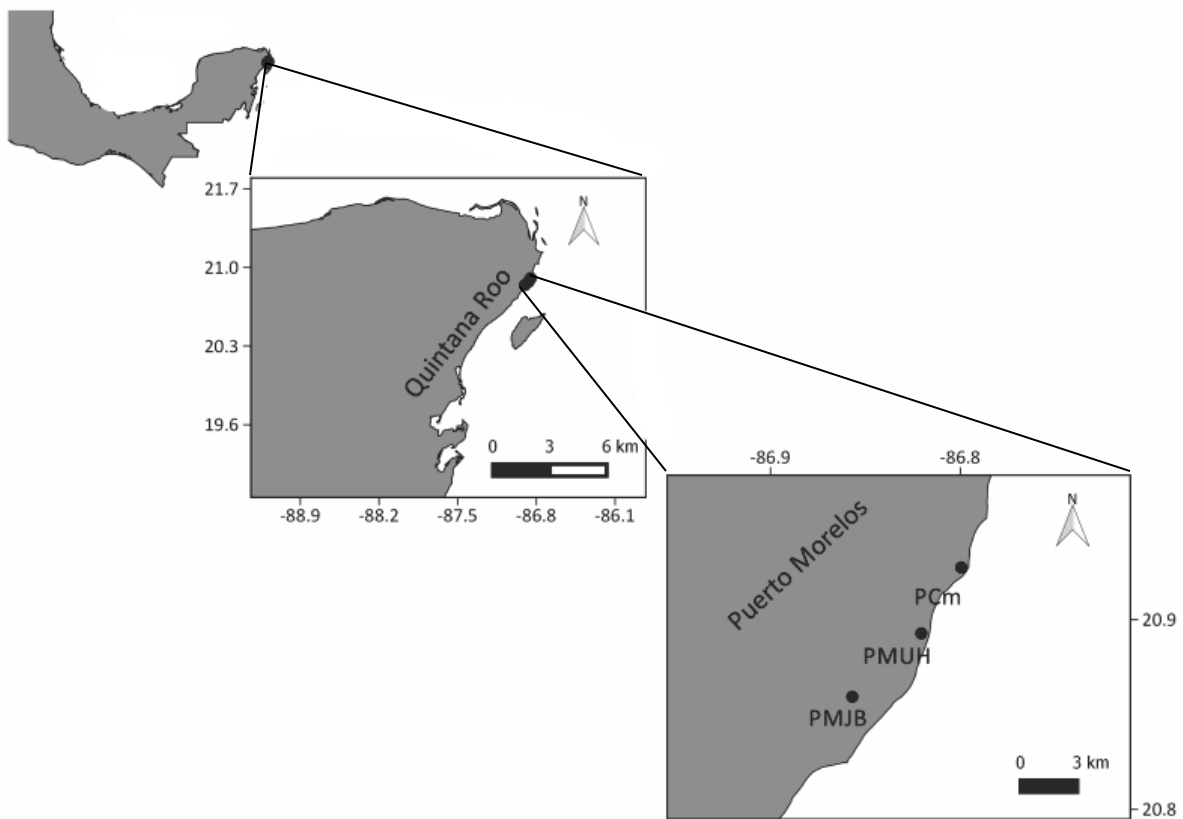 21.7
21.0
20.3
19.6
-88.9 -88.2 -87.5 -86.8 -86.1
N
Quintana Roo
0 3 6 km
-86.9 -86.8
N
Puerto Morelos
PCm
PMUH
PMJB
20.9
20.8
0 3 km